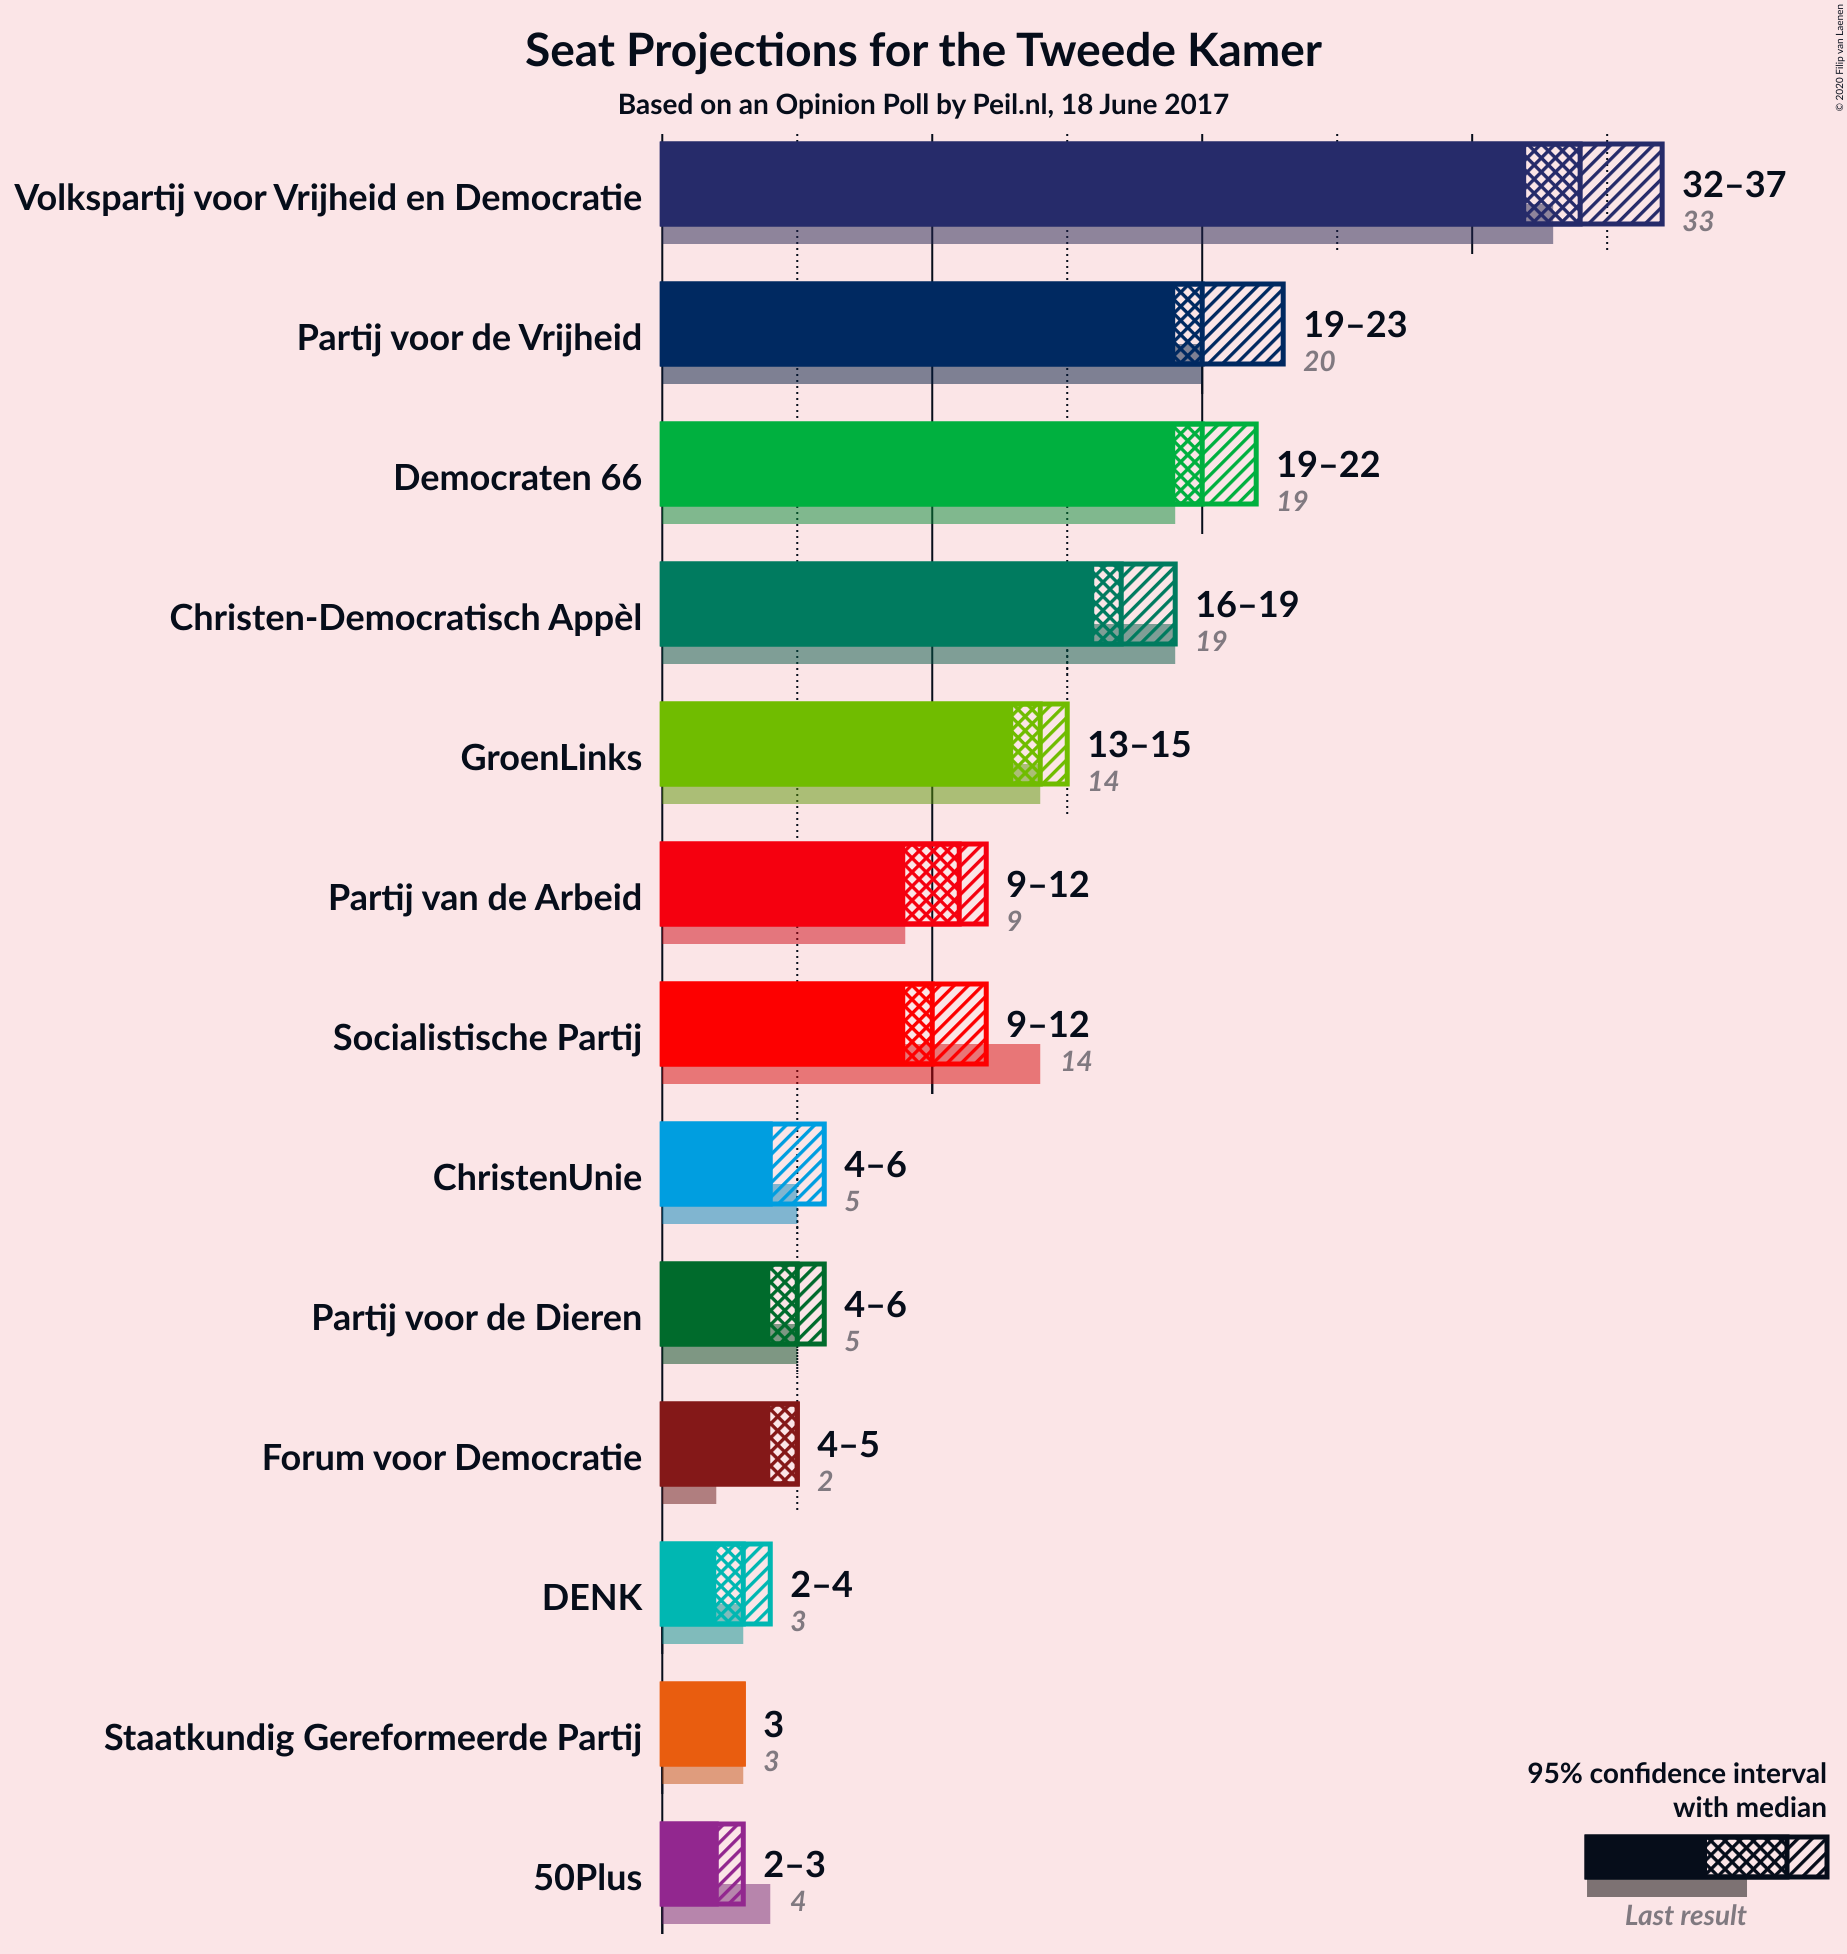 Seat Projections for the Tweede Kamer
Based on an Opinion Poll by Peil.nl, 18 June 2017
© 2020 Filip van Laenen
Volkspartij voor Vrijheid en Democratie
32–37
33
Partij voor de Vrijheid
19–23
20
Democraten 66
19–22
19
Christen-Democratisch Appèl
16–19
19
GroenLinks
13–15
14
Partij van de Arbeid
9–12
9
Socialistische Partij
9–12
14
ChristenUnie
4–6
5
Partij voor de Dieren
4–6
5
Forum voor Democratie
4–5
2
DENK
2–4
3
Staatkundig Gereformeerde Partij
3
3
50Plus
2–3
4
95% confidence interval
with median
Last result